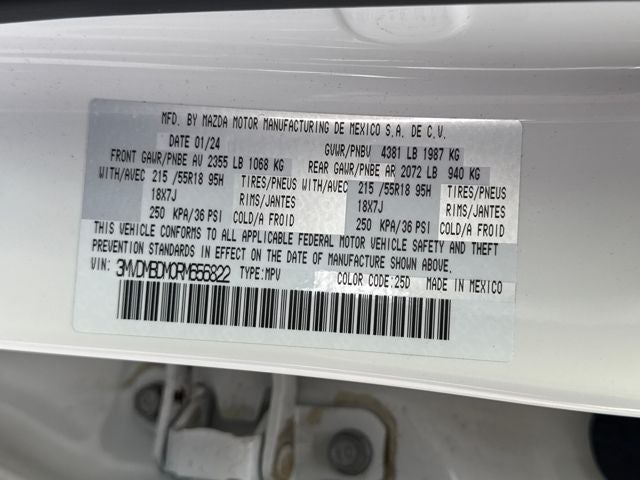 MFD. BY MAZDA MOTOR MANUFACTURING DE MEXICO S.A. DE C.V.
DATE 01/24 GVWR/PNBV 4381 LB 1987 KG
FRONT GAWR/PNBE AV 2355 LB 1068 KG REAR GAWR/PNBE AR 2072 LB 940 KG
WITH/AVEC 215 /55R18 95H TIRES/PNEUS WITH/AVEC 215 /55R18 95H TIRES/PNEUS
18X7J RIMS/JANTES 18X7J RIMS/JANTES
250 KPA/36 PSI COLD/A FROID 250 KPA/36 PSI COLD/A FROID
THIS VEHICLE CONFORMS TO ALL APPLICABLE FEDERAL MOTOR VEHICLE SAFETY AND THEFT
PREVENTION STANDARDS IN EFFECT ON THE DATE OF MANUFACTURE SHOWN ABOVE.
VIN: 3MVDMBDM0RM656822 TYPE:MPV COLOR CODE:25D MADE IN MEXICO